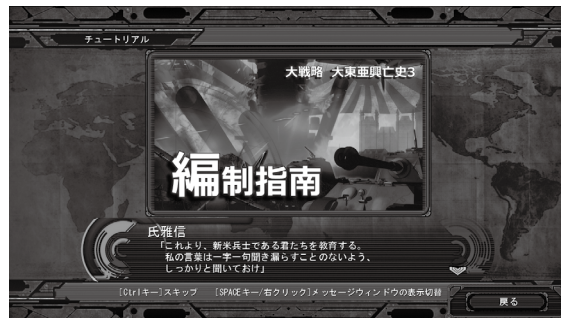 チュートリアル
大戦略 大東亜興亡史3
編制指南
氏雅信
「これより、新米兵士である君たちを教育する。
私の言葉は一字一句聞き漏らすことのないよう、
しっかりと聞いておけ」
[Ctrlキー]スキップ [SPACEキー/右クリック]メッセージウィンドウの表示切替
戻る